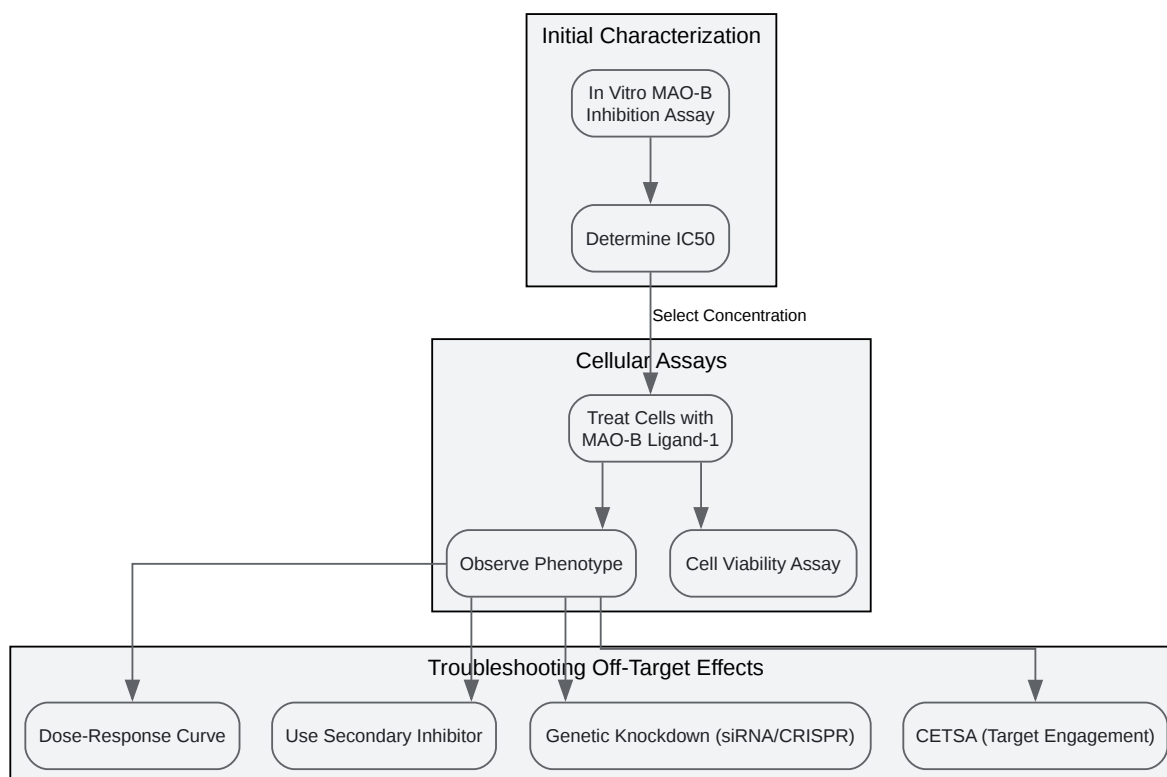 Initial Characterization
In Vitro MAO-B
Inhibition Assay
Determine IC50
Select Concentration
Cellular Assays
Treat Cells with
MAO-B Ligand-1
Observe Phenotype
Cell Viability Assay
Troubleshooting Off-Target Effects
Dose-Response Curve
Use Secondary Inhibitor
Genetic Knockdown (siRNA/CRISPR)
CETSA (Target Engagement)